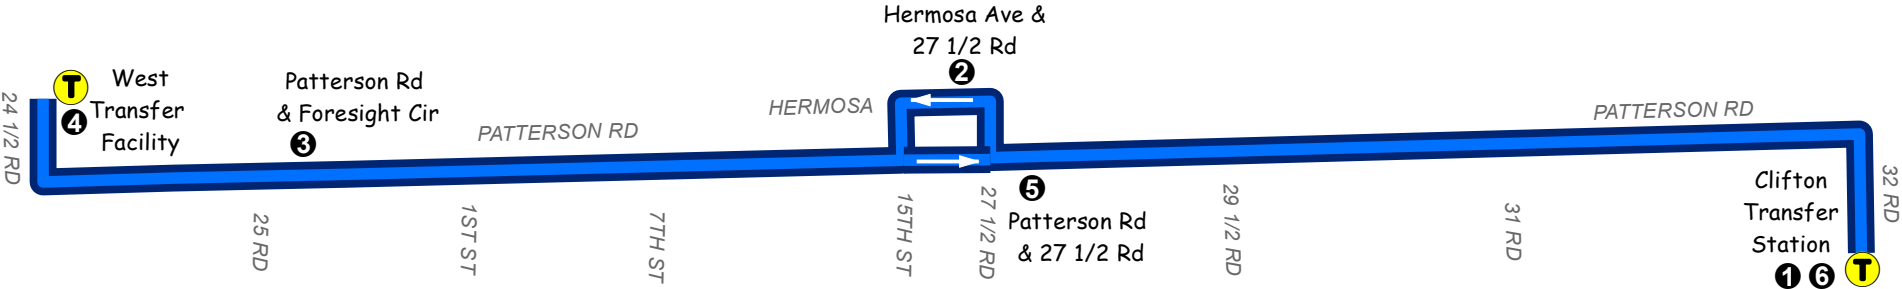 Hermosa Ave &
27 1/2 Rd
2
T
West
Transfer
Facility
4
24 1/2 RD
Patterson Rd
& Foresight Cir
3
PATTERSON RD
HERMOSA
PATTERSON RD
25 RD
1ST ST
7TH ST
15TH ST
27 1/2 RD
5
Patterson Rd
& 27 1/2 Rd
29 1/2 RD
31 RD
Clifton
Transfer
Station
1 6
T
32 RD